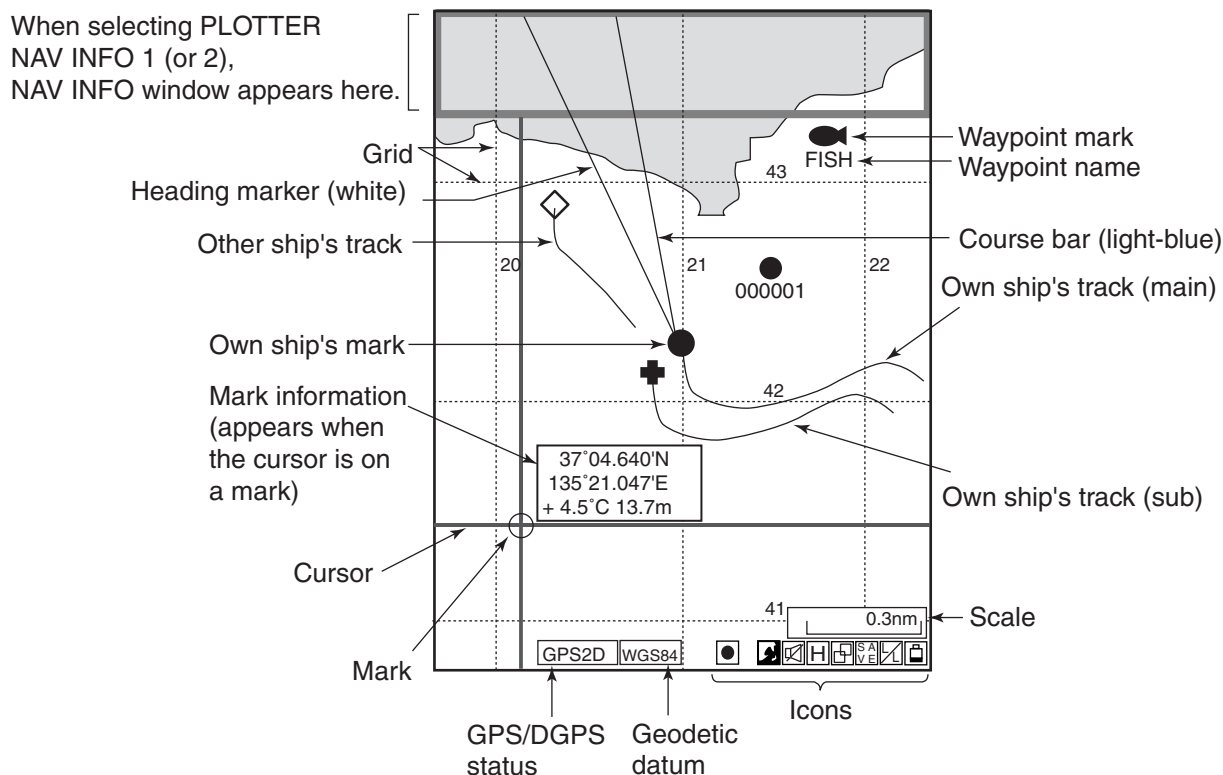 When selecting PLOTTER
NAV INFO 1 (or 2),
NAV INFO window appears here.
Grid
Heading marker (white)
Other ship's track
Own ship's mark
Mark information
(appears when
the cursor is on
a mark)
Cursor
Mark
FISH
43
20
21
22
000001
42
37°04.640'N
135°21.047'E
+ 4.5°C 13.7m
41
0.3nm
GPS2D
WGS84
H
S A
V E
L/L
Waypoint mark
Waypoint name
Course bar (light-blue)
Own ship's track (main)
Own ship's track (sub)
Scale
Icons
GPS/DGPS
status
Geodetic
datum